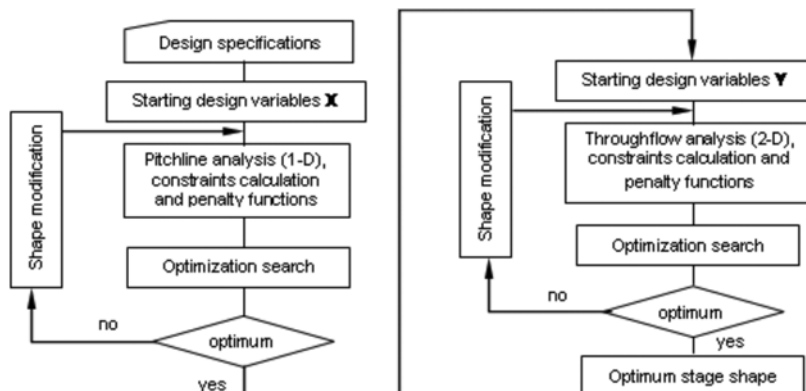 Design specifications
Starting design variables X
Shape modification
Pitchline analysis (1-D),
constraints calculation
and penalty functions
Optimization search
no
optimum
yes
Starting design variables Y
Shape modification
Throughflow analysis (2-D),
constraints calculation and
penalty functions
Optimization search
no
optimum
yes
Optimum stage shape